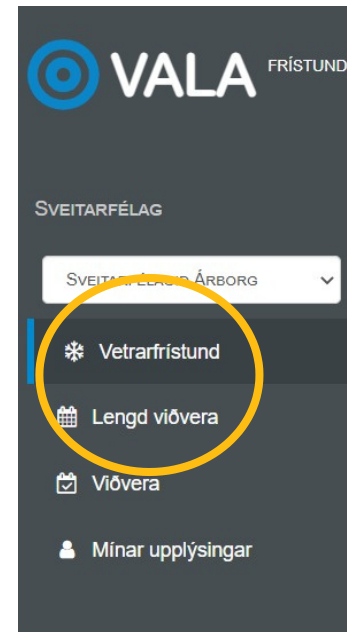 VALA FRÍSTUND
SVEITARFÉLAG
SVEITARFÉLAGIÐ ÁRBORG
Vetrarfrístund
Lengd viðvera
Viðvera
Mínar upplýsingar